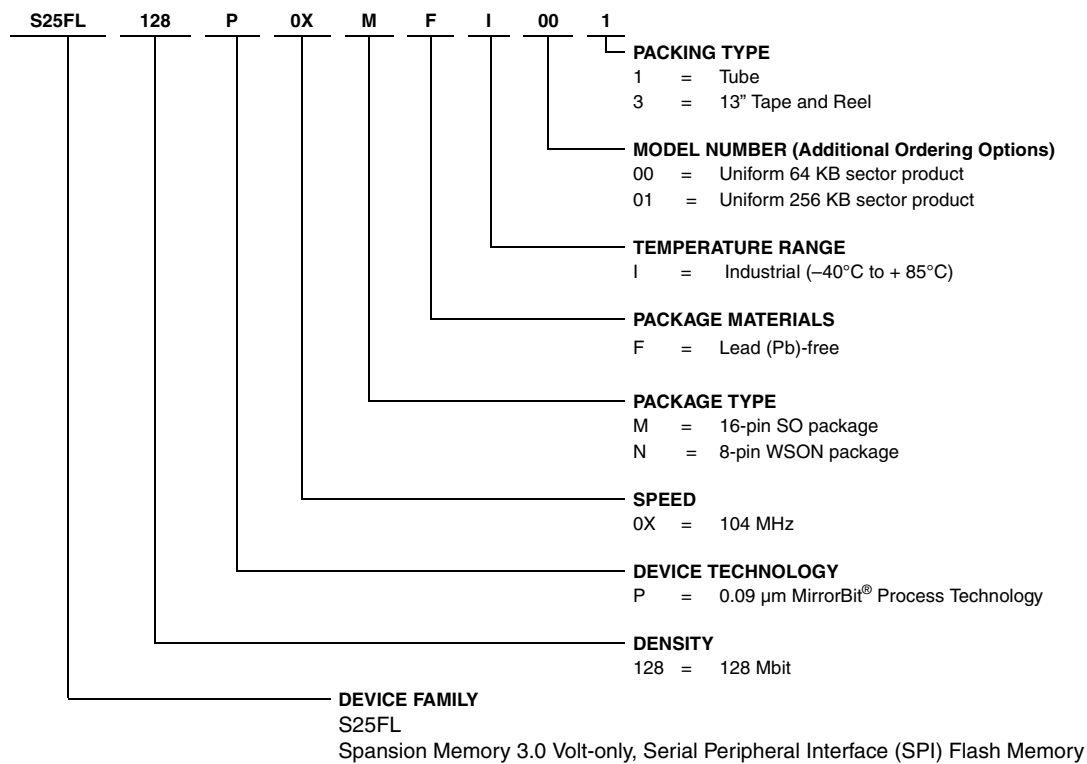 S25FL 128 P 0X M F I 00 1
PACKING TYPE
1 = Tube
3 = 13” Tape and Reel
MODEL NUMBER (Additional Ordering Options)
00 = Uniform 64 KB sector product
01 = Uniform 256 KB sector product
TEMPERATURE RANGE
I = Industrial (–40°C to + 85°C)
PACKAGE MATERIALS
F = Lead (Pb)-free
PACKAGE TYPE
M = 16-pin SO package
N = 8-pin WSON package
SPEED
0X = 104 MHz
DEVICE TECHNOLOGY
P = 0.09 µm MirrorBit® Process Technology
DENSITY
128 = 128 Mbit
DEVICE FAMILY
S25FL
Spansion Memory 3.0 Volt-only, Serial Peripheral Interface (SPI) Flash Memory